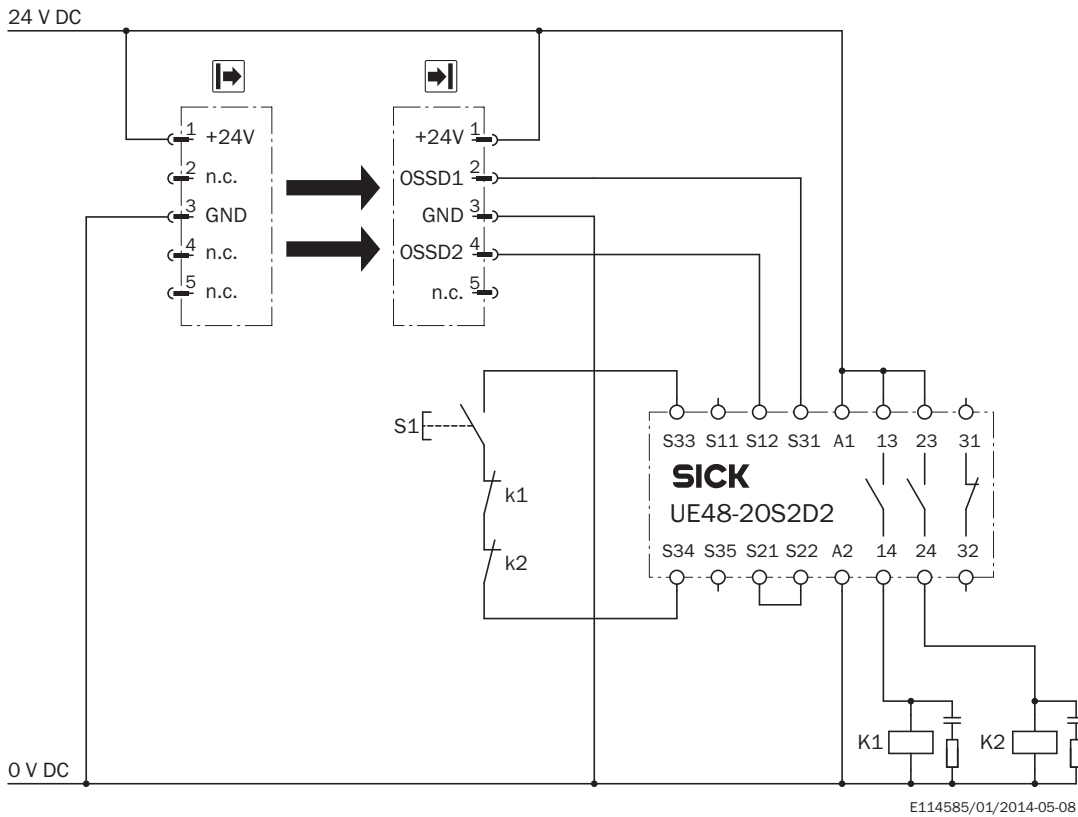 24 V DC
1 +24V
2 n.c.
3 GND
4 n.c.
5 n.c.
+24V 1
OSSD1 2
GND 3
OSSD2 4
n.c. 5
S1
k1
k2
S33 S11 S12 S31 A1 13 23 31
SICK
UE48-20S2D2
S34 S35 S21 S22 A2 14 24 32
K1
K2
0 V DC
E114585/01/2014-05-08